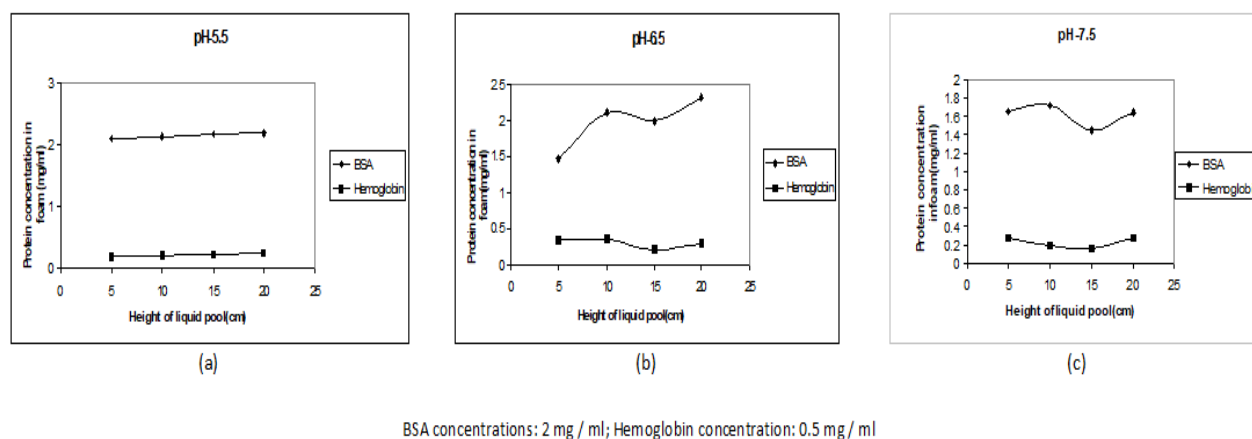 pH-5.5
Protein concentration in
foam(mg/ml)
3
2
1
0
0 5 10 15 20 25
Height of liquid pool(cm)
BSA
Hemoglobin
(a)
pH-6.5
Protein concentration in
foam(mg/ml)
2.5
2
1.5
1
0.5
0
0 5 10 15 20 25
Height of liquid pool(cm)
BSA
Hemoglobin
(b)
pH-7.5
Protein concentration
infoam(mg/ml)
2
1.8
1.6
1.4
1.2
1
0.8
0.6
0.4
0.2
0
0 5 10 15 20 25
Height of liquid pool(cm)
BSA
Hemoglob
(c)
BSA concentrations: 2 mg / ml; Hemoglobin concentration: 0.5 mg / ml